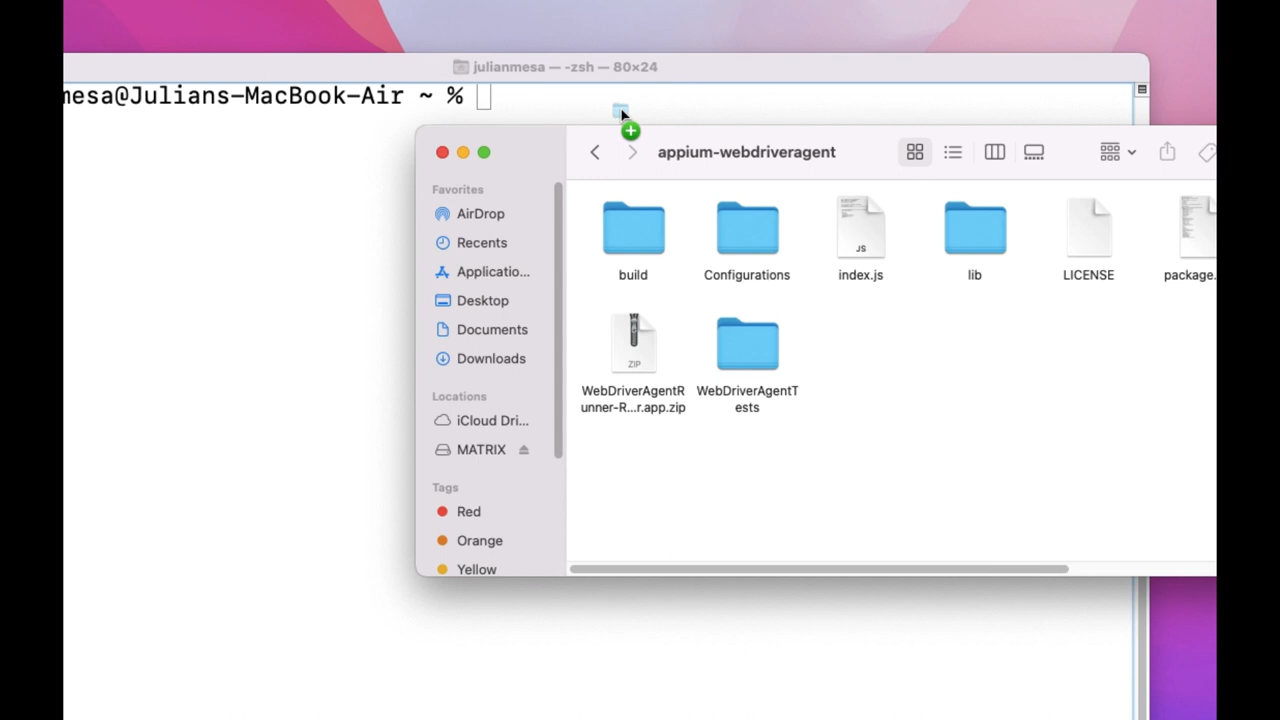 julianmesa — -zsh — 80×24
mesa@Julians-MacBook-Air ~ %
appium-webdriveragent
Favorites
AirDrop
Recents
Applicatio...
Desktop
Documents
Downloads
Locations
iCloud Dri...
MATRIX
Tags
Red
Orange
Yellow
build
Configurations
JS
index.js
lib
LICENSE
package.
ZIP
WebDriverAgentR
unner-R...r.app.zip
WebDriverAgentT
ests